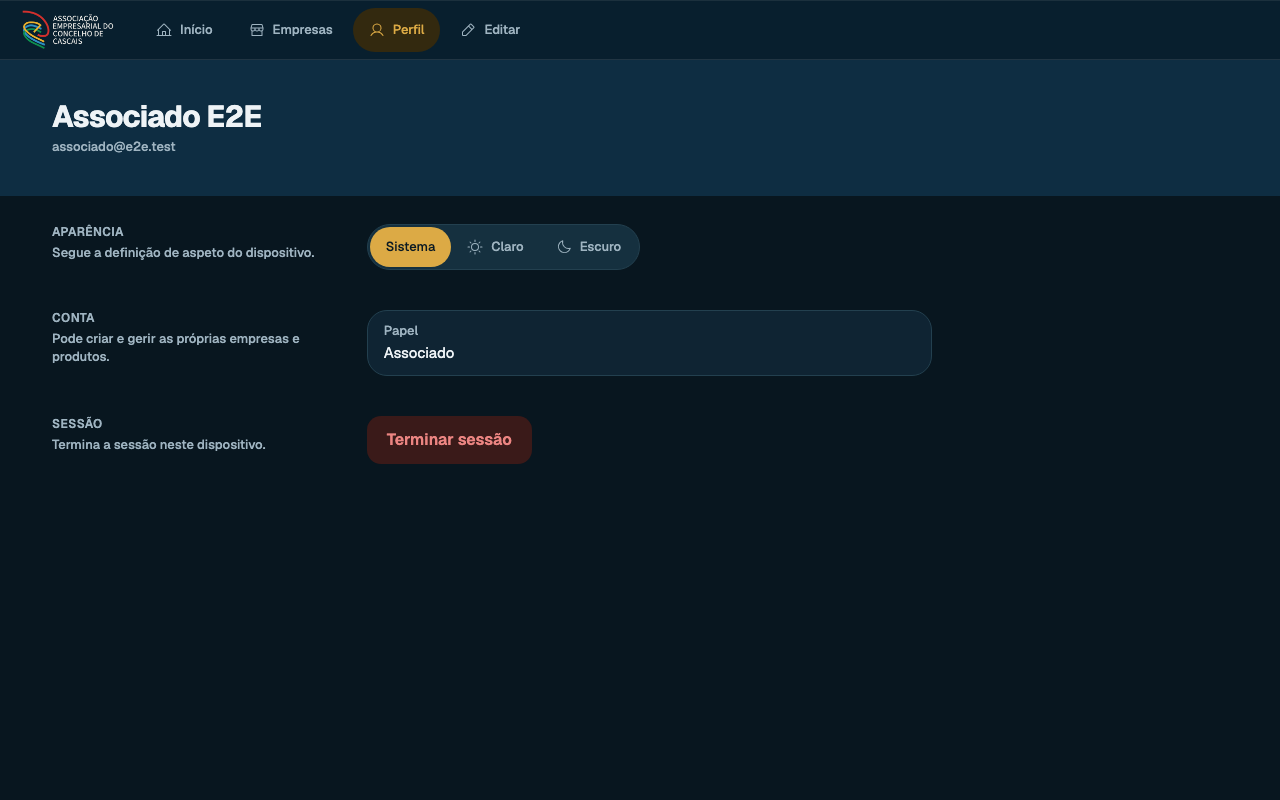 ASSOCIAÇÃO
EMPRESARIAL DO
CONCELHO DE
CASCAIS
Início
Empresas
Perfil
Editar
Associado E2E
associado@e2e.test
APARÊNCIA
Segue a definição de aspeto do dispositivo.
Sistema
Claro
Escuro
CONTA
Pode criar e gerir as próprias empresas e
produtos.
Papel
Associado
SESSÃO
Termina a sessão neste dispositivo.
Terminar sessão